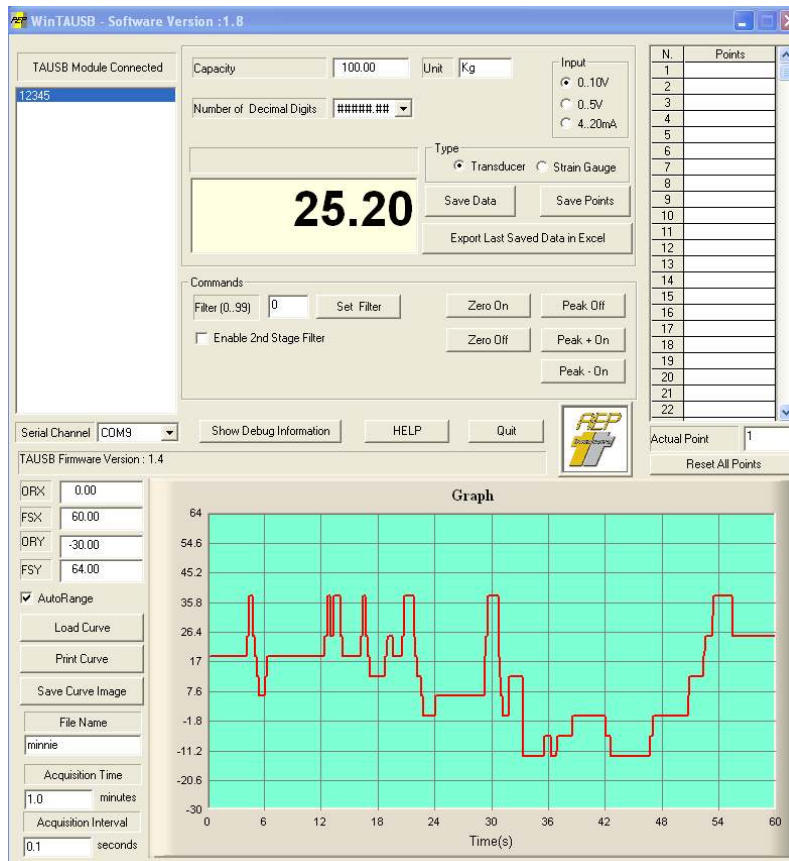 WinTAUSB - Software Version :1.8
TAUSB Module Connected
12345
Capacity 100.00 Unit Kg
Number of Decimal Digits #####.##
Input
0..10V
0..5V
4..20mA
Type
Transducer Strain Gauge
25.20
Save Data Save Points
Export Last Saved Data in Excel
Commands
Filter (0..99) 0 Set Filter Zero On Peak Off
Enable 2nd Stage Filter Zero Off Peak + On
Peak - On
N. Points
1
2
3
4
5
6
7
8
9
10
11
12
13
14
15
16
17
18
19
20
21
22
Serial Channel COM9 Show Debug Information HELP Quit
AEP
Actual Point 1
Reset All Points
TAUSB Firmware Version : 1.4
ORX 0.00
FSX 60.00
ORY -30.00
FSY 64.00
AutoRange
Load Curve
Print Curve
Save Curve Image
File Name
minnie
Acquisition Time
1.0 minutes
Acquisition Interval
0.1 seconds
Graph
64
54.6
45.2
35.8
26.4
17
7.6
-1.8
-11.2
-20.6
-30
0 6 12 18 24 30 36 42 48 54 60
Time(s)